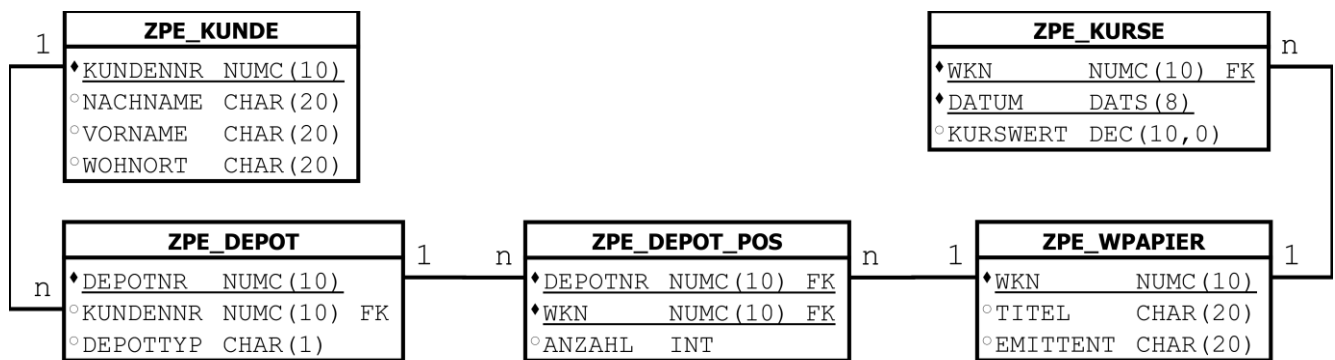 ZPE_KUNDE
KUNDENNR NUMC(10)
NACHNAME CHAR(20)
VORNAME CHAR(20)
WOHNORT CHAR(20)
1
n
ZPE_KURSE
WKN NUMC(10) FK
DATUM DATS(8)
KURSWERT DEC(10,0)
n
1
ZPE_DEPOT
DEPOTNR NUMC(10)
KUNDENNR NUMC(10) FK
DEPOTTYP CHAR(1)
1
n
ZPE_DEPOT_POS
DEPOTNR NUMC(10) FK
WKN NUMC(10) FK
ANZAHL INT
n
1
ZPE_WPAPIER
WKN NUMC(10)
TITEL CHAR(20)
EMITTENT CHAR(20)